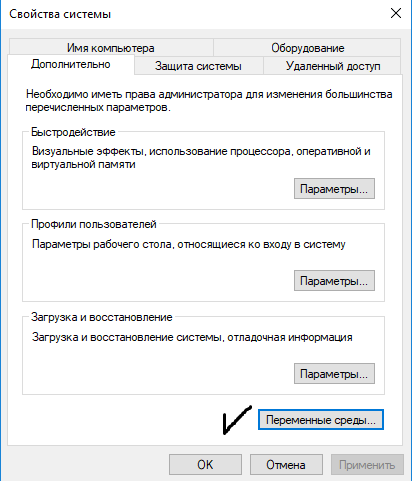 Свойства системы
Имя компьютера
Оборудование
Дополнительно
Защита системы
Удаленный доступ
Необходимо иметь права администратора для изменения большинства
перечисленных параметров.
Быстродействие
Визуальные эффекты, использование процессора, оперативной и
виртуальной памяти
Параметры...
Профили пользователей
Параметры рабочего стола, относящиеся ко входу в систему
Параметры...
Загрузка и восстановление
Загрузка и восстановление системы, отладочная информация
Параметры...
Переменные среды...
ОК
Отмена
Применить